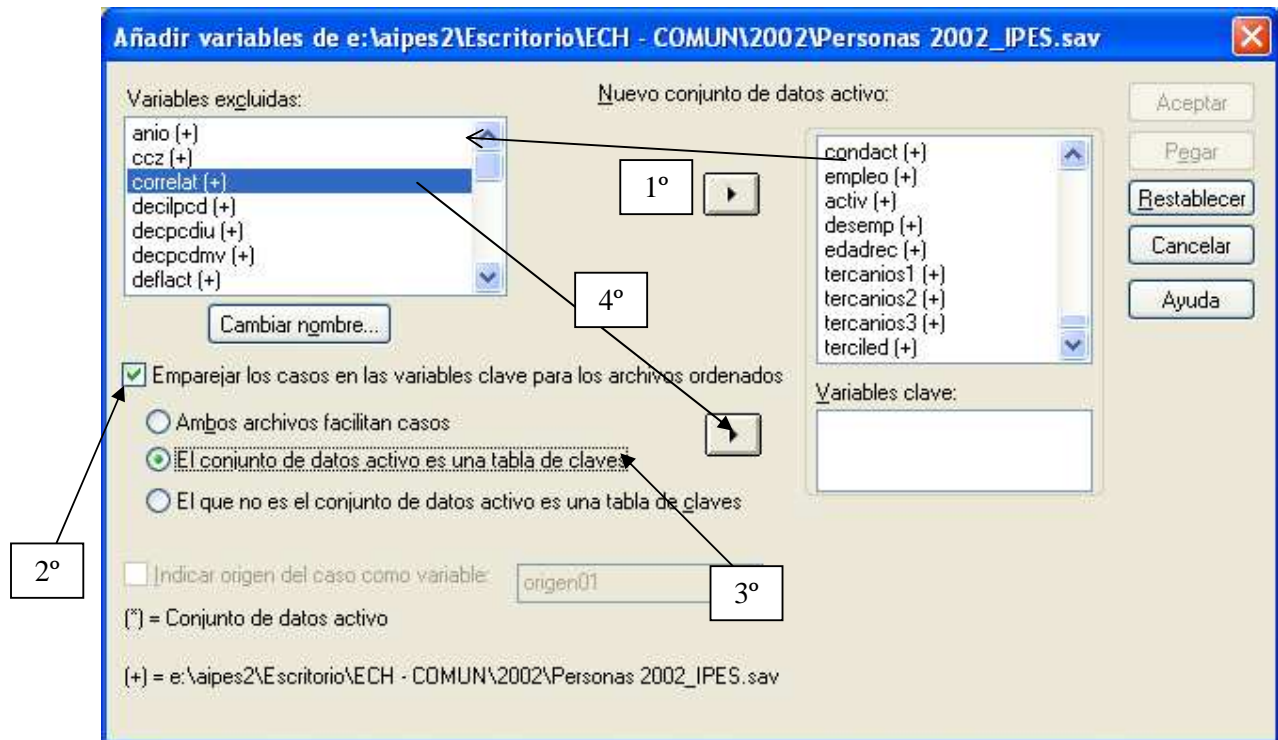 Añadir variables de e:\aipes2\Escritorio\ECH - COMUN\2002\Personas 2002_IPES.sav
Variables excluidas:
anio (+)
ccz (+)
correlat (+)
decilpcd (+)
decpcdiu (+)
decpcdmv (+)
deflact (+)
Cambiar nombre...
Nuevo conjunto de datos activo:
1º
condact (+)
empleo (+)
activ (+)
desemp (+)
edadrec (+)
tercanios1 (+)
tercanios2 (+)
tercanios3 (+)
terciled (+)
Aceptar
Pegar
Restablecer
Cancelar
Ayuda
4º
Emparejar los casos en las variables clave para los archivos ordenados
Ambos archivos facilitan casos
El conjunto de datos activo es una tabla de claves
El que no es el conjunto de datos activo es una tabla de claves
Variables clave:
2º
Indicar origen del caso como variable:
origen01
3º
(*) = Conjunto de datos activo
(+) = e:\aipes2\Escritorio\ECH - COMUN\2002\Personas 2002_IPES.sav